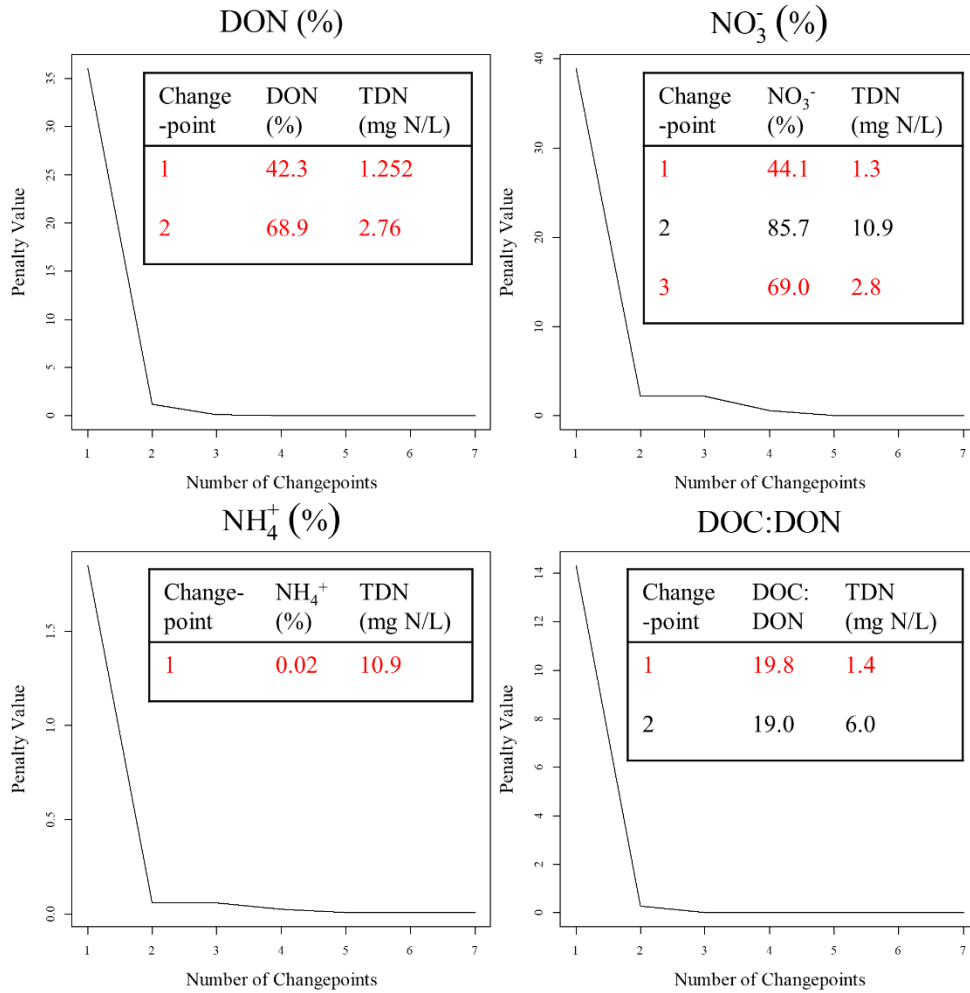 DON (%)
Penalty Value
35
30
25
20
15
10
5
0
Change DON TDN
-point (%) (mg N/L)
1 42.3 1.252
2 68.9 2.76
1 2 3 4 5 6 7
Number of Changepoints
NO₃⁻ (%)
Penalty Value
40
30
20
10
0
Change NO₃⁻ TDN
-point (%) (mg N/L)
1 44.1 1.3
2 85.7 10.9
3 69.0 2.8
1 2 3 4 5 6 7
Number of Changepoints
NH₄⁺ (%)
Penalty Value
1.5
1.0
0.5
0.0
Change- NH₄⁺ TDN
point (%) (mg N/L)
1 0.02 10.9
1 2 3 4 5 6 7
Number of Changepoints
DOC:DON
Penalty Value
14
12
10
8
6
4
2
0
Change DOC: TDN
-point DON (mg N/L)
1 19.8 1.4
2 19.0 6.0
1 2 3 4 5 6 7
Number of Changepoints